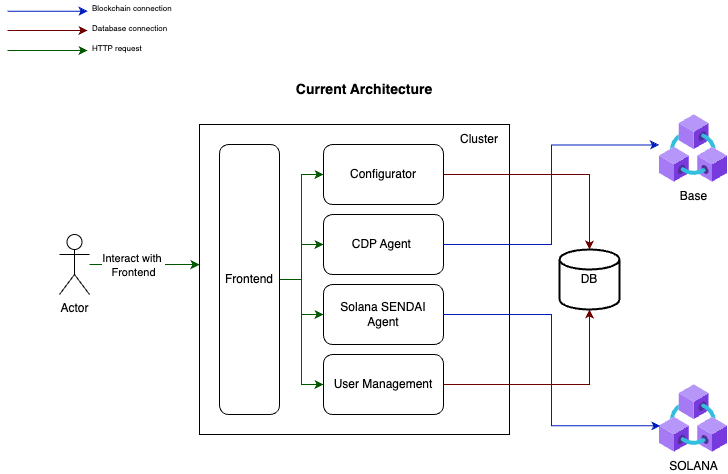 Blockchain connection
Database connection
HTTP request
Current Architecture
Cluster
Configurator
Base
CDP Agent
Interact with
Frontend
Frontend
DB
Actor
Solana SENDAI
Agent
User Management
SOLANA